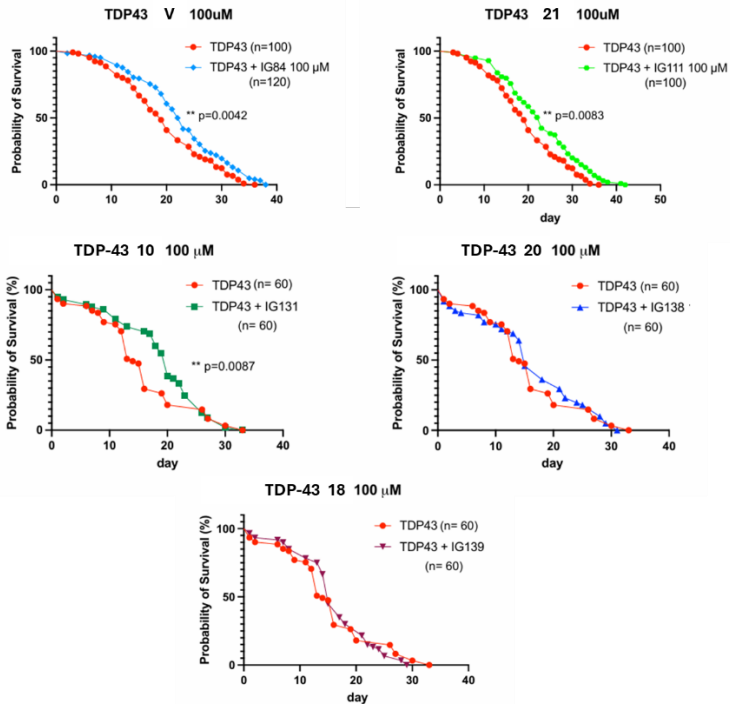 TDP43 V 100uM
TDP43 21 100uM
Probability of Survival
100
50
0
0 10 20 30 40
TDP43 (n=100)
TDP43 + IG84 100 µM
(n=120)
** p=0.0042
Probability of Survival
100
50
0
0 10 20 30 40 50
day
TDP43 (n=100)
TDP43 + IG111 100 µM
(n=100)
** p=0.0083
TDP-43 10 100 µM
TDP-43 20 100 µM
Probability of Survival (%)
100
50
0
0 10 20 30 40
day
TDP43 (n= 60)
TDP43 + IG131
(n= 60)
** p=0.0087
Probability of Survival (%)
100
50
0
0 10 20 30 40
day
TDP43 (n= 60)
TDP43 + IG138
(n= 60)
TDP-43 18 100 µM
Probability of Survival (%)
100
50
0
0 10 20 30 40
day
TDP43 (n= 60)
TDP43 + IG139
(n= 60)